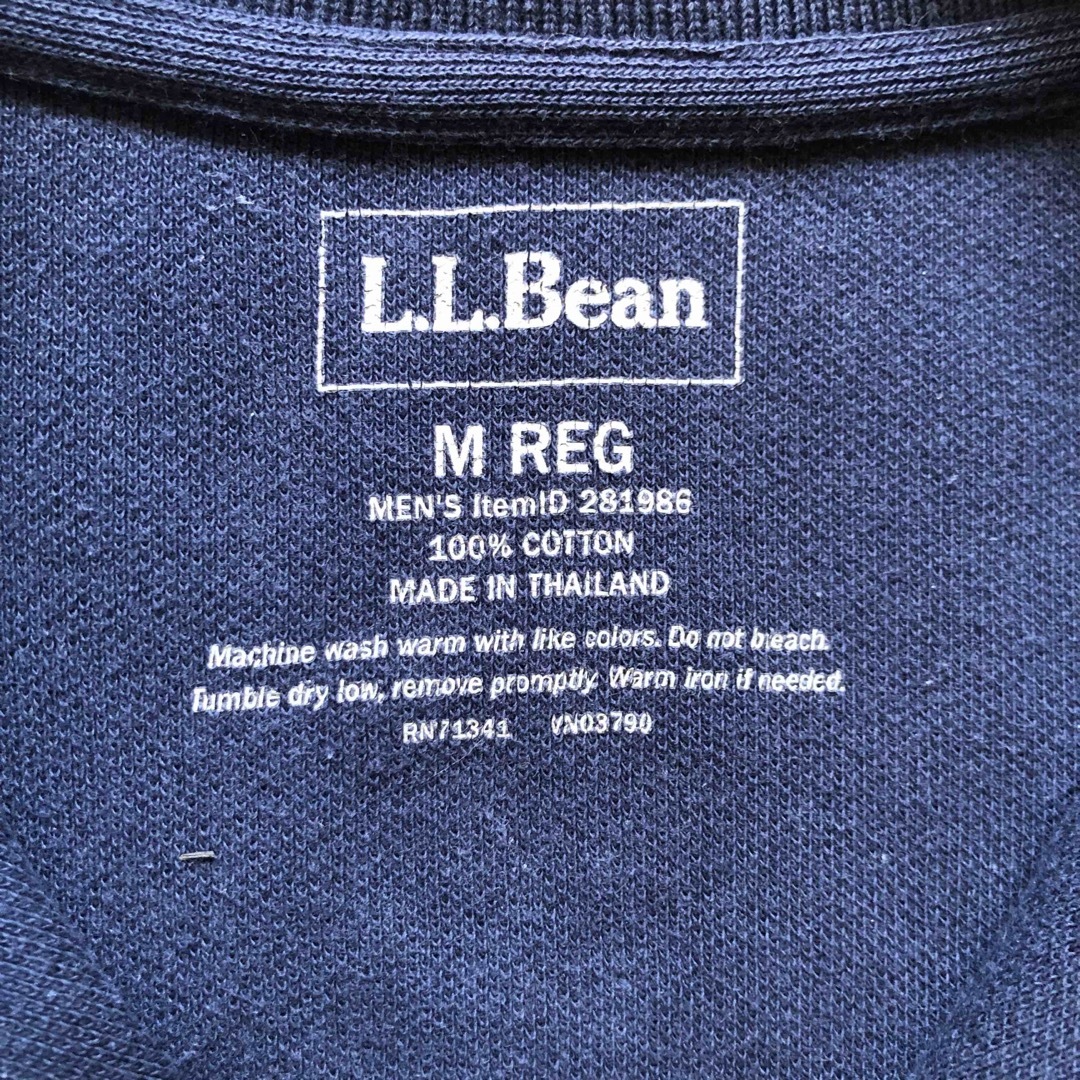 L.L.Bean
M REG
MEN'S ItemID 281986
100% COTTON
MADE IN THAILAND
Machine wash warm with like colors. Do not bleach.
Tumble dry low, remove promptly. Warm iron if needed.
RN71341 VN03790